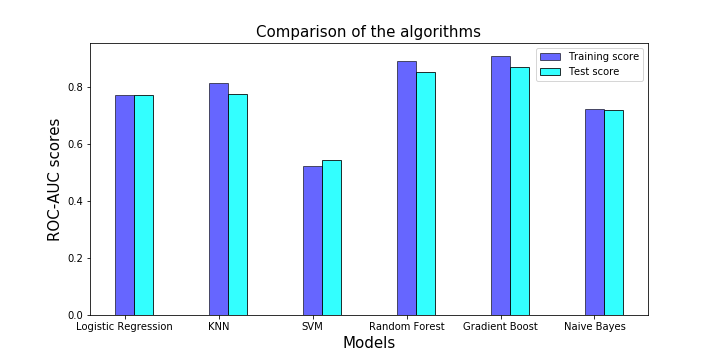 Comparison of the algorithms
Training score
Test score
ROC-AUC scores
0.8
0.6
0.4
0.2
0.0
Logistic Regression KNN SVM Random Forest Gradient Boost Naive Bayes
Models